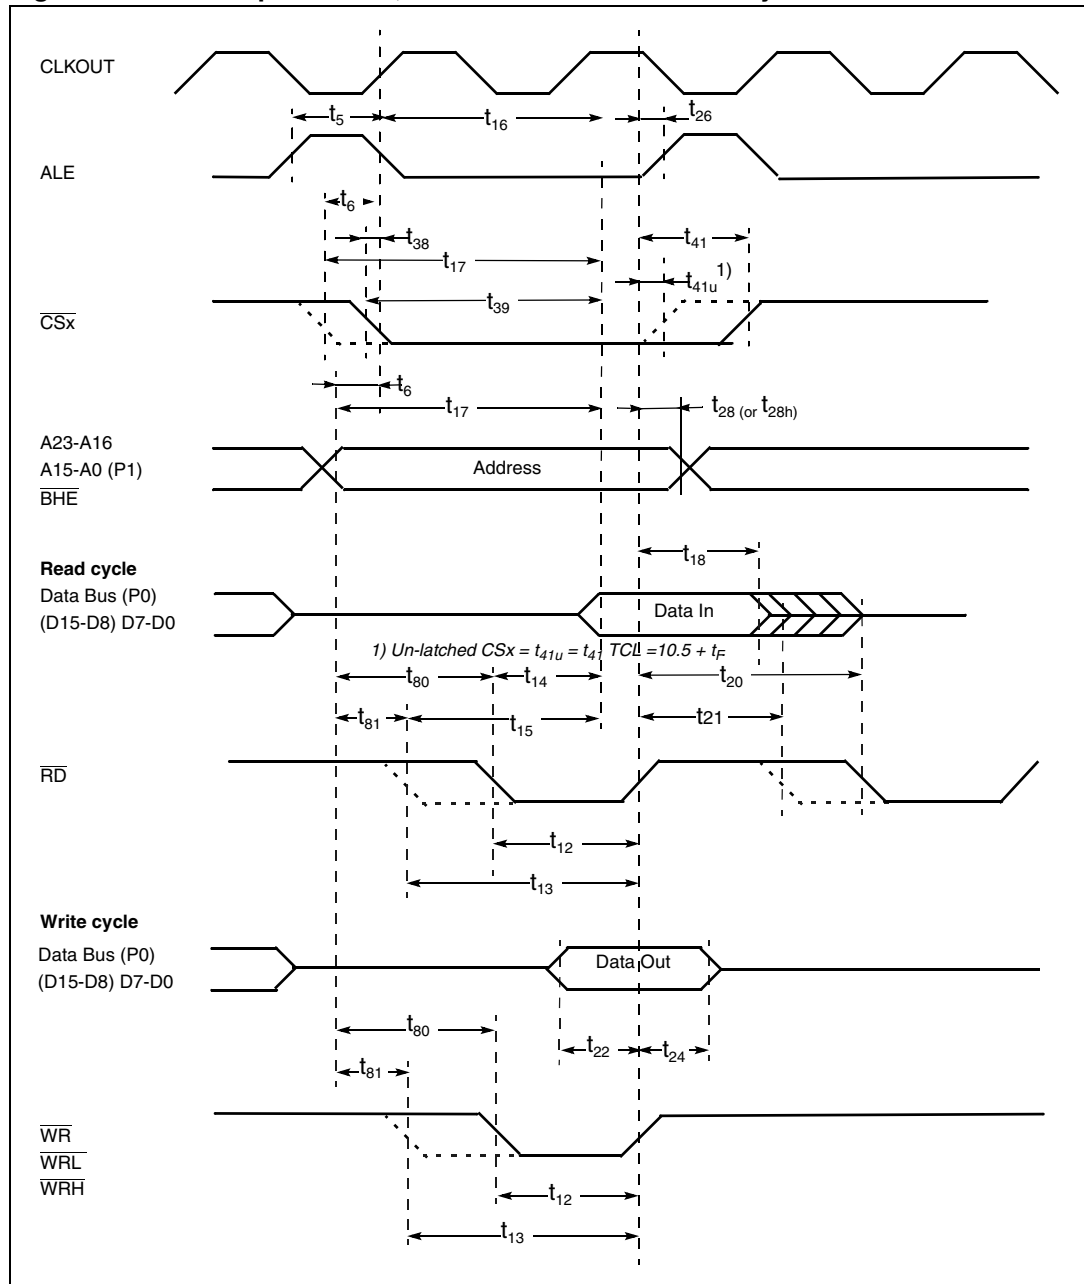 CLKOUT
t5
t16
t26
ALE
t6
t38
t41
t17
t41u 1)
t39
CSx
t6
t17
t28 (or t28h)
A23-A16
A15-A0 (P1)
BHE
Address
t18
Read cycle
Data Bus (P0)
(D15-D8) D7-D0
Data In
1) Un-latched CSx = t41u = t41 TCL =10.5 + tF
t80
t14
t20
t81
t15
t21
RD
t12
t13
Write cycle
Data Bus (P0)
(D15-D8) D7-D0
Data Out
t80
t22
t24
t81
WR
WRL
WRH
t12
t13